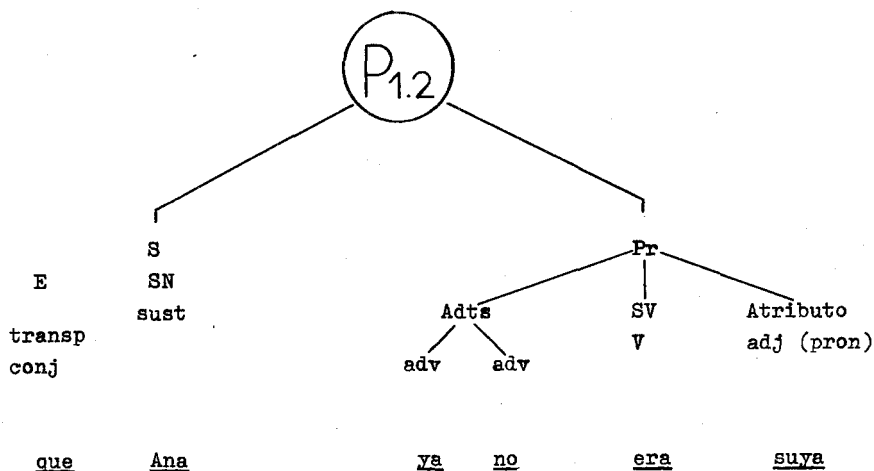 P1.2
S Pr
E SN
sust Adts SV Atributo
transp V adj (pron)
conj adv adv
que Ana ya no era suya